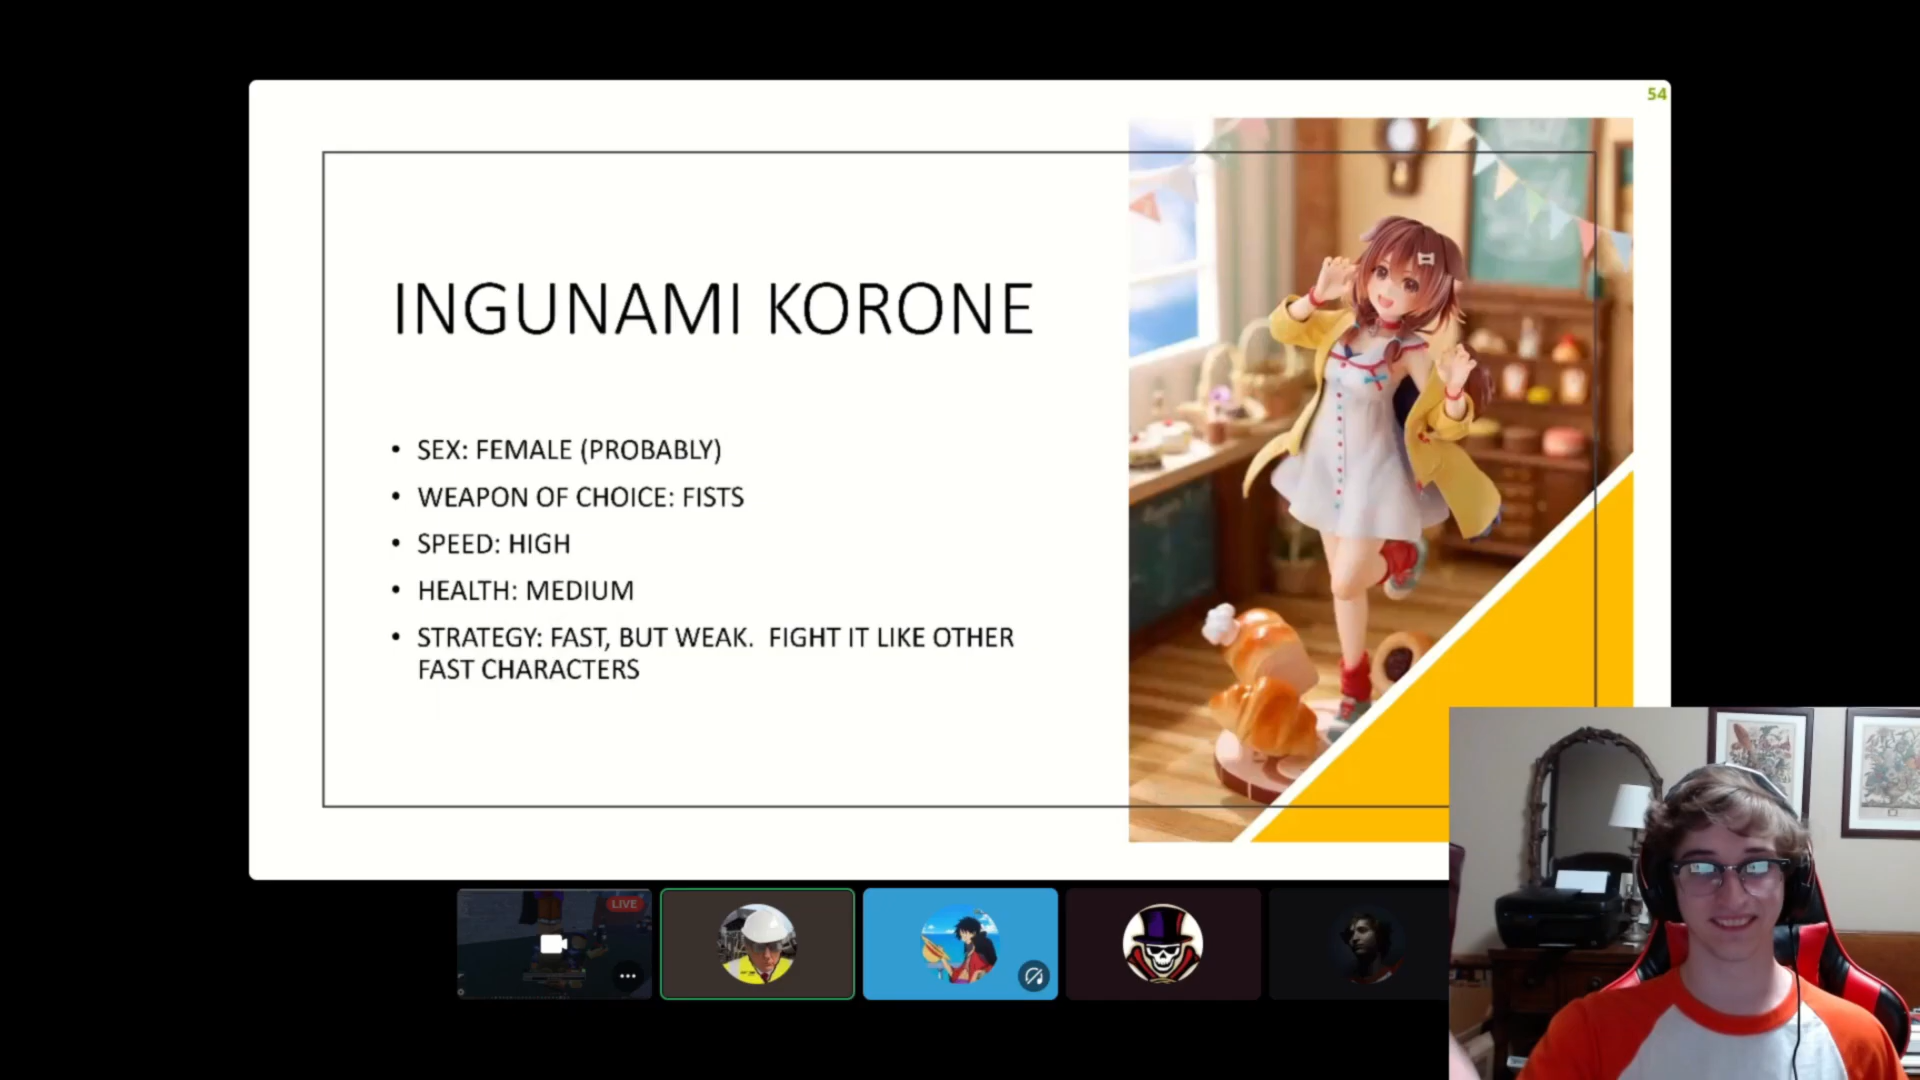 54
INGUNAMI KORONE
• SEX: FEMALE (PROBABLY)
• WEAPON OF CHOICE: FISTS
• SPEED: HIGH
• HEALTH: MEDIUM
• STRATEGY: FAST, BUT WEAK.  FIGHT IT LIKE OTHER
FAST CHARACTERS
LIVE